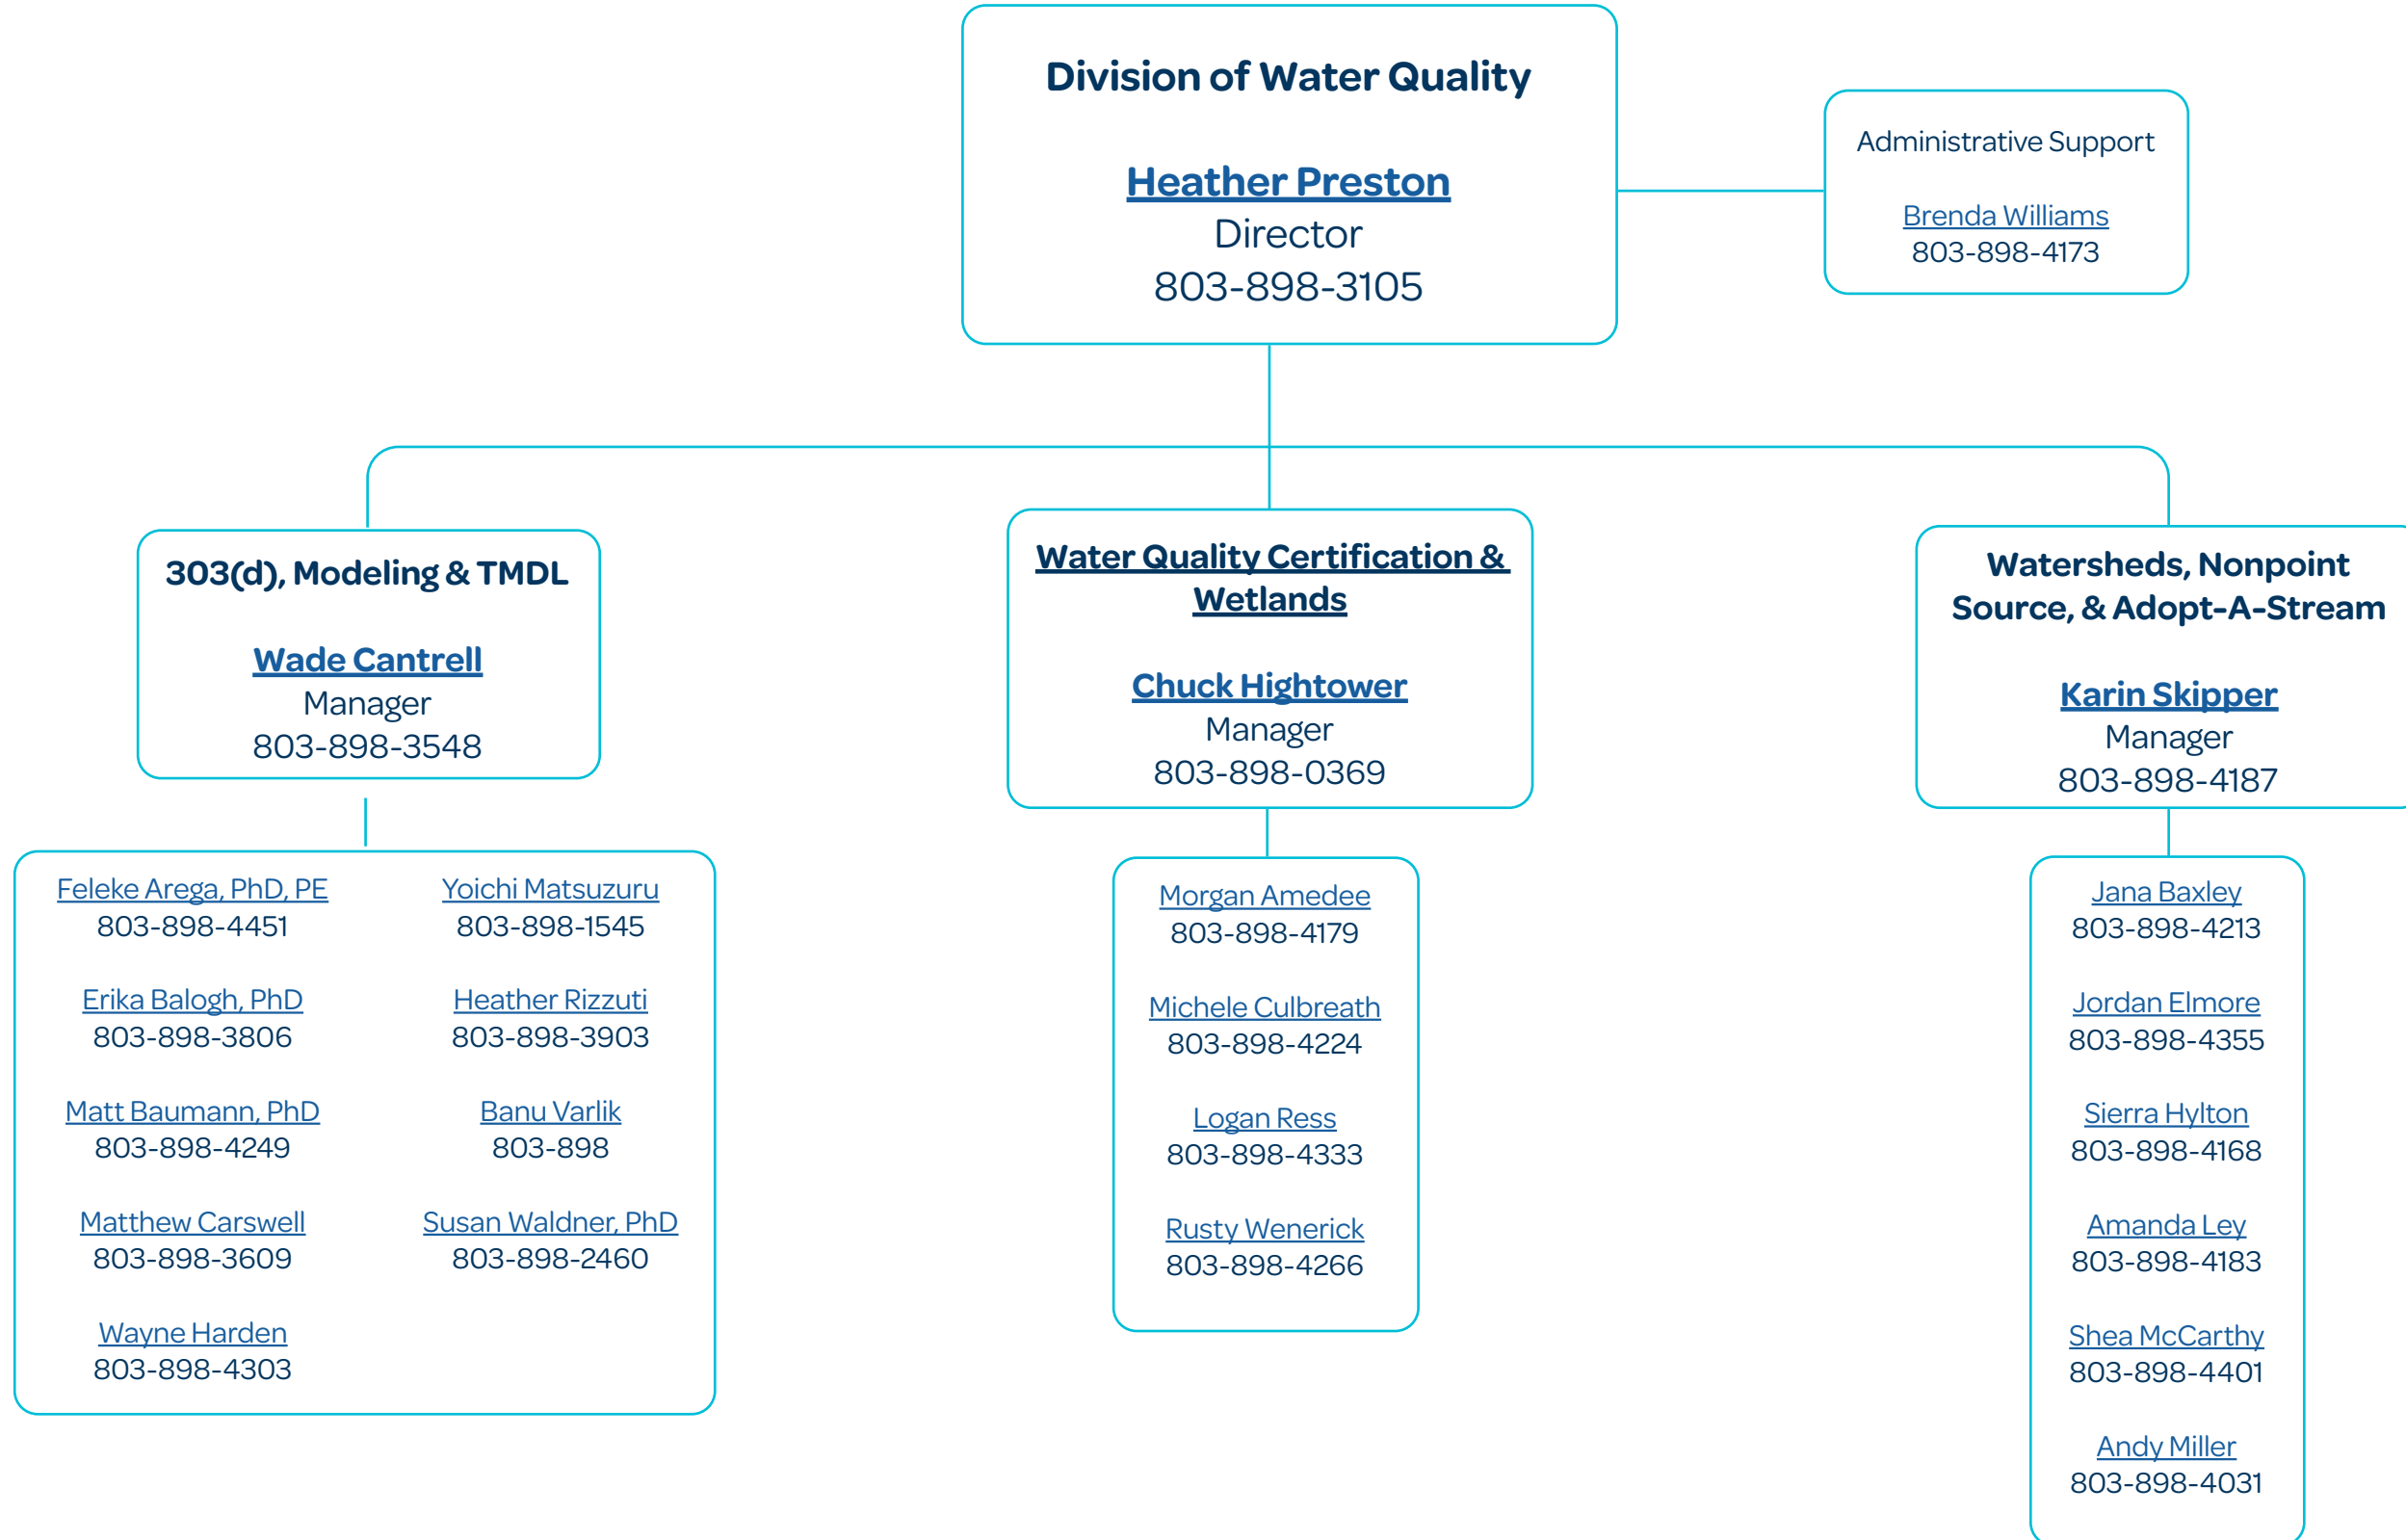 Division of Water Quality
Heather Preston
Director
803-898-3105
Administrative Support
Brenda Williams
803-898-4173
303(d), Modeling & TMDL
Wade Cantrell
Manager
803-898-3548
Water Quality Certification &
Wetlands
Chuck Hightower
Manager
803-898-0369
Watersheds, Nonpoint
Source, & Adopt-A-Stream
Karin Skipper
Manager
803-898-4187
Feleke Arega, PhD, PE
803-898-4451
Erika Balogh, PhD
803-898-3806
Matt Baumann, PhD
803-898-4249
Matthew Carswell
803-898-3609
Wayne Harden
803-898-4303
Yoichi Matsuzuru
803-898-1545
Heather Rizzuti
803-898-3903
Banu Varlik
803-898
Susan Waldner, PhD
803-898-2460
Morgan Amedee
803-898-4179
Michele Culbreath
803-898-4224
Logan Ress
803-898-4333
Rusty Wenerick
803-898-4266
Jana Baxley
803-898-4213
Jordan Elmore
803-898-4355
Sierra Hylton
803-898-4168
Amanda Ley
803-898-4183
Shea McCarthy
803-898-4401
Andy Miller
803-898-4031